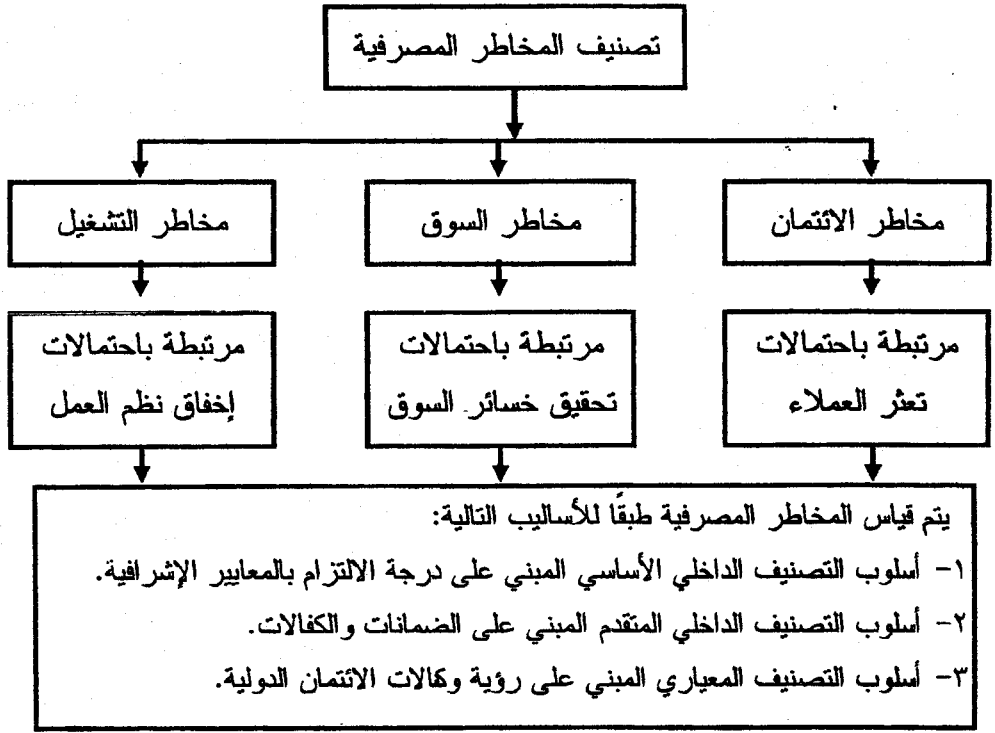 تصنيف المخاطر المصرفية
مخاطر الائتمان
مخاطر السوق
مخاطر التشغيل
مرتبطة باحتمالات
تعثر العملاء
مرتبطة باحتمالات
تحقيق خسائر السوق
مرتبطة باحتمالات
إخفاق نظم العمل
يتم قياس المخاطر المصرفية طبقًا للأساليب التالية:
١- أسلوب التصنيف الداخلي الأساسي المبني على درجة الالتزام بالمعايير الإشرافية.
٢- أسلوب التصنيف الداخلي المتقدم المبني على الضمانات والكفالات.
٣- أسلوب التصنيف المعياري المبني على رؤية وكالات الائتمان الدولية.